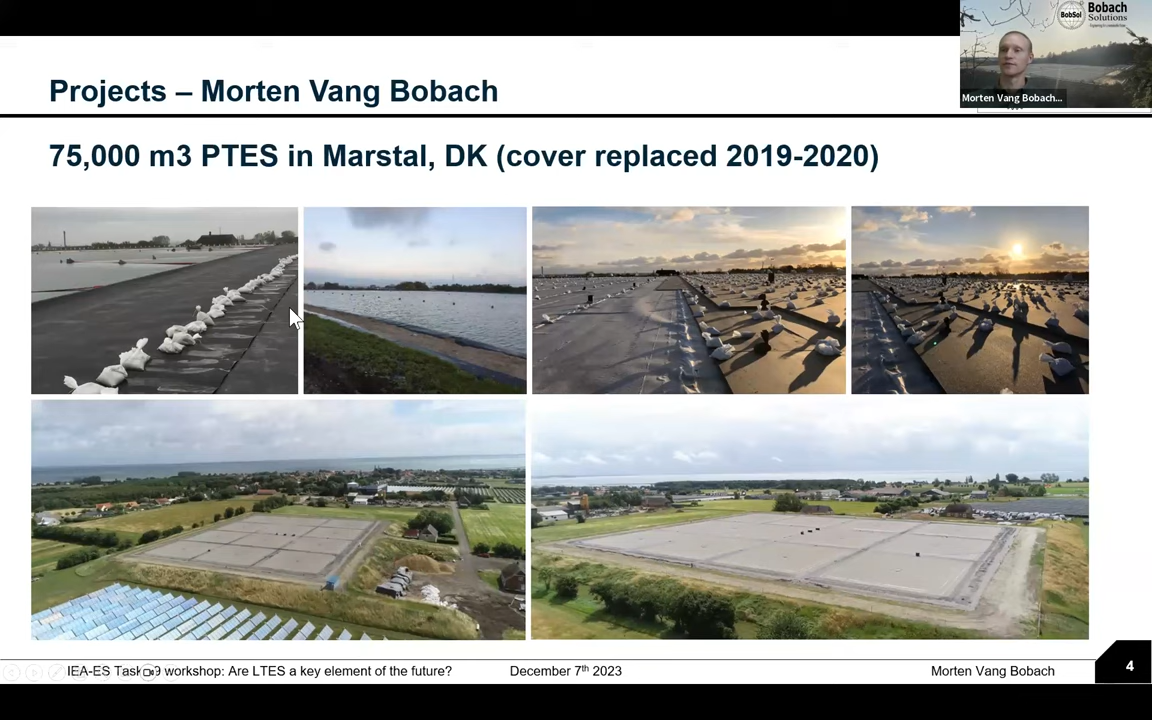 BobSol
Bobach
Solutions
Morten Vang Bobach...
Projects – Morten Vang Bobach
75,000 m3 PTES in Marstal, DK (cover replaced 2019-2020)
IEA-ES Task 39 workshop: Are LTES a key element of the future?
December 7th 2023
Morten Vang Bobach
4